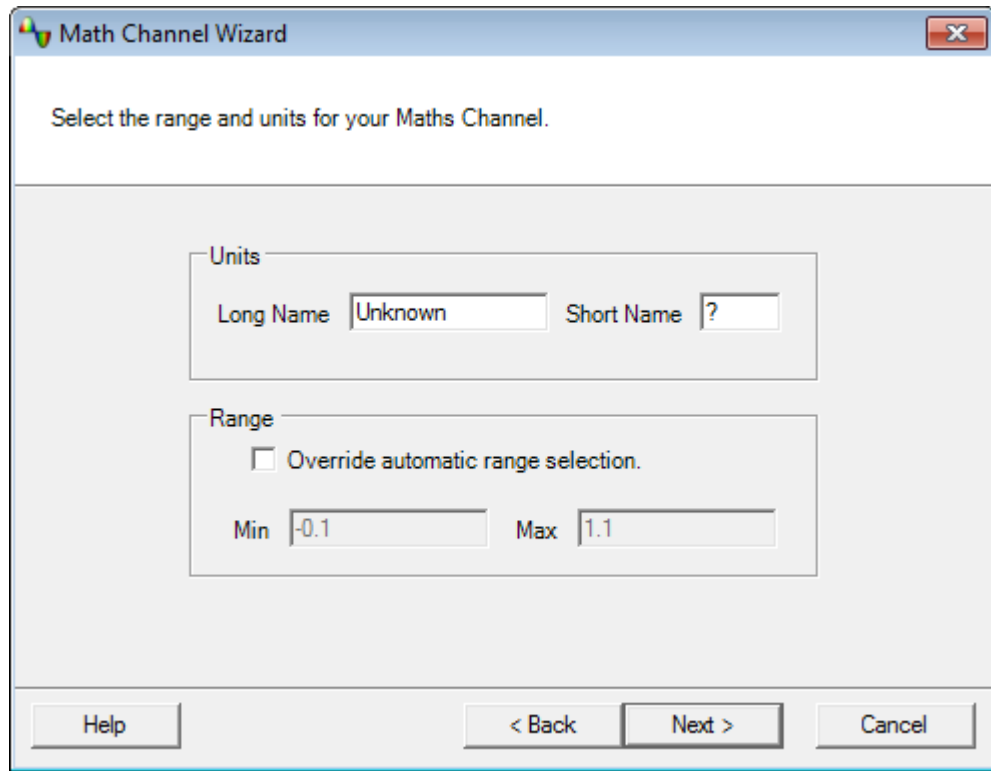 Math Channel Wizard
Select the range and units for your Maths Channel.
Units
Long Name Unknown Short Name ?
Range
Override automatic range selection.
Min -0.1 Max 1.1
Help < Back Next > Cancel